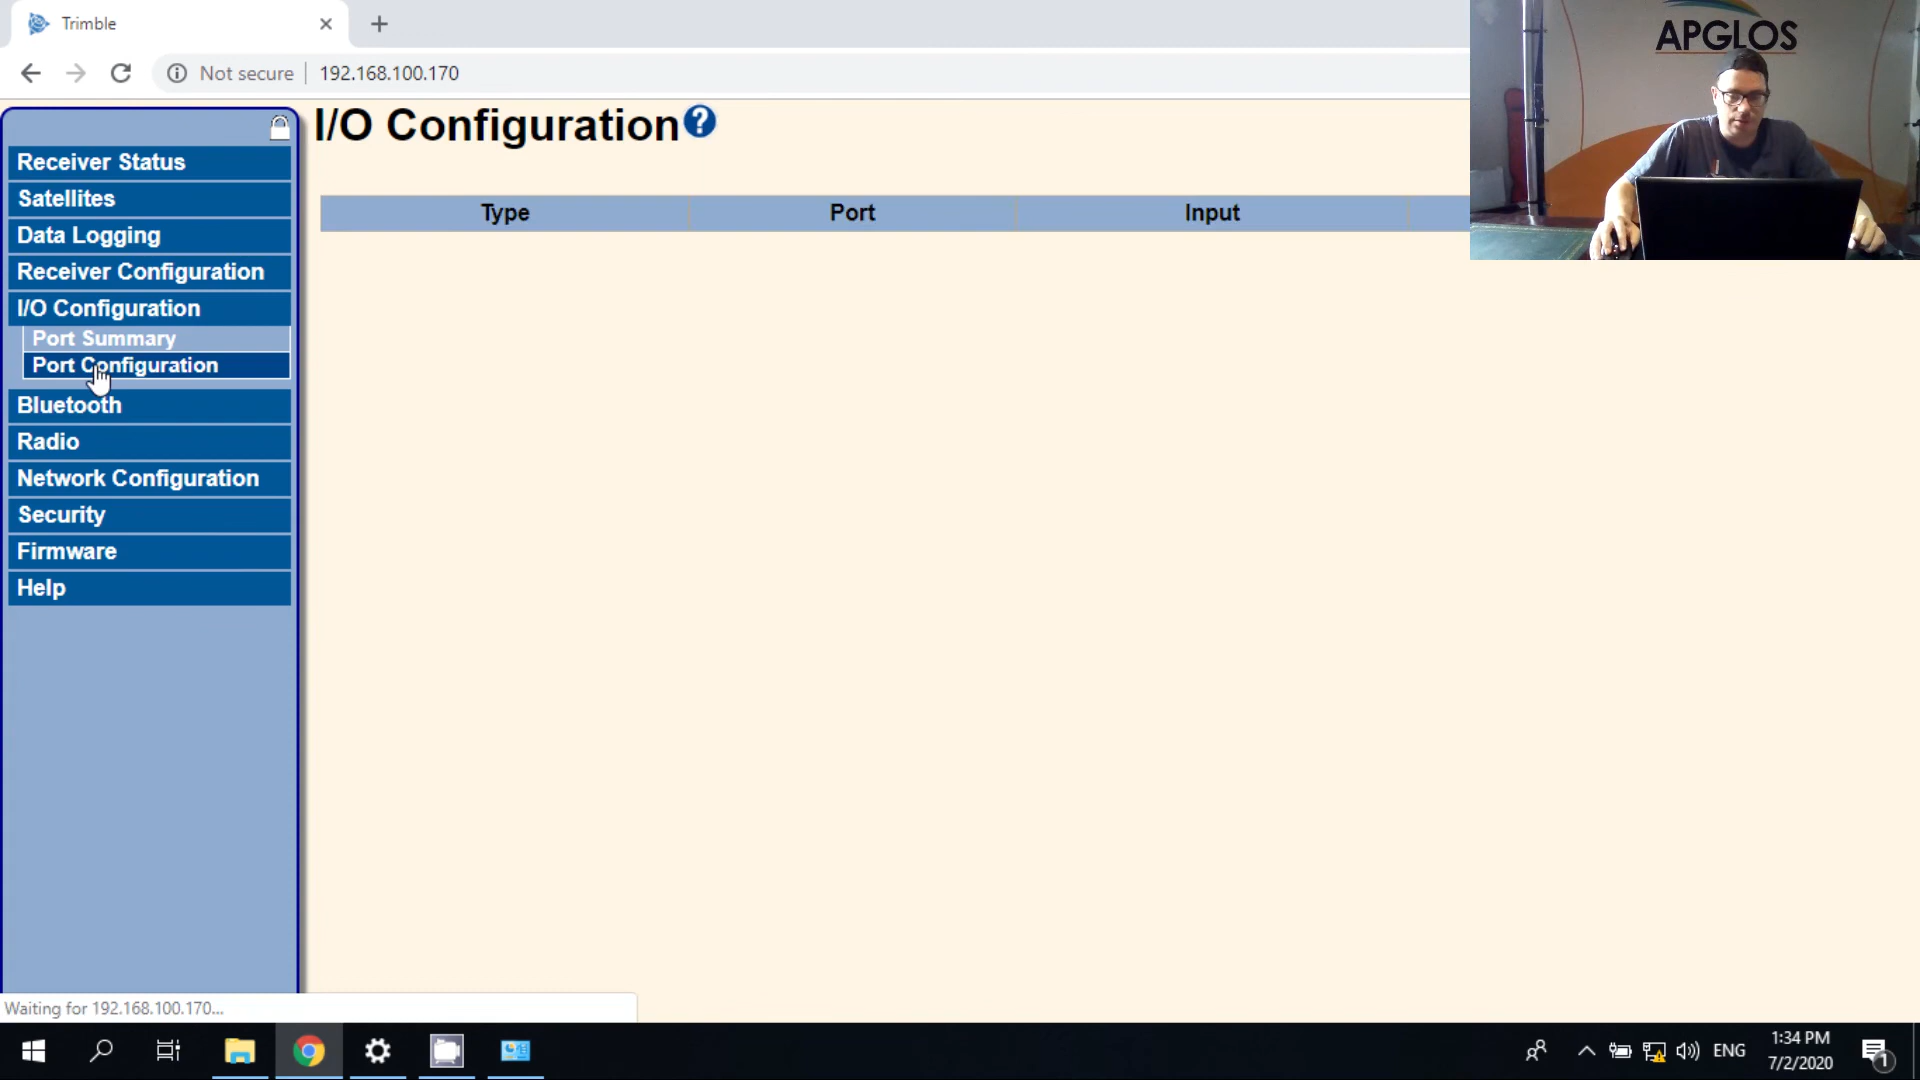 Trimble
Not secure
192.168.100.170
APGLOS
I/O Configuration
?
Receiver Status
Satellites
Data Logging
Receiver Configuration
I/O Configuration
Port Summary
Port Configuration
Bluetooth
Radio
Network Configuration
Security
Firmware
Help
Type Port Input
Waiting for 192.168.100.170...
ENG
1:34 PM
7/2/2020
1